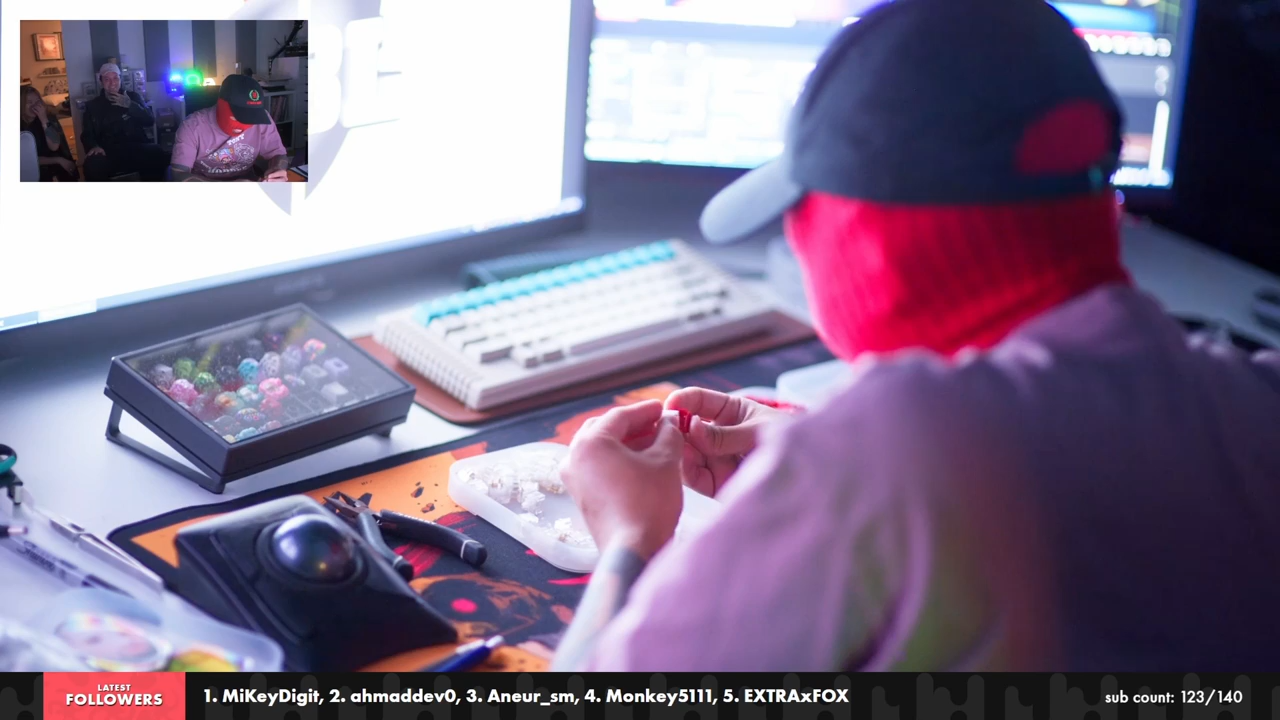 LATEST
FOLLOWERS
1. MiKeyDigit, 2. ahmaddev0, 3. Aneur_sm, 4. Monkey5111, 5. EXTRAxFOX
sub count: 123/140